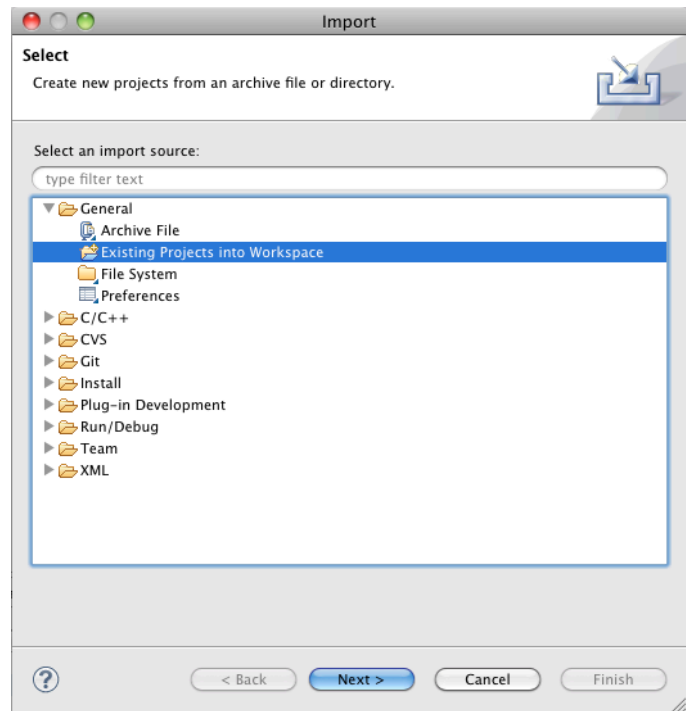 Import
Select
Create new projects from an archive file or directory.
Select an import source:
type filter text
General
Archive File
Existing Projects into Workspace
File System
Preferences
C/C++
CVS
Git
Install
Plug-in Development
Run/Debug
Team
XML
? < Back Next > Cancel Finish